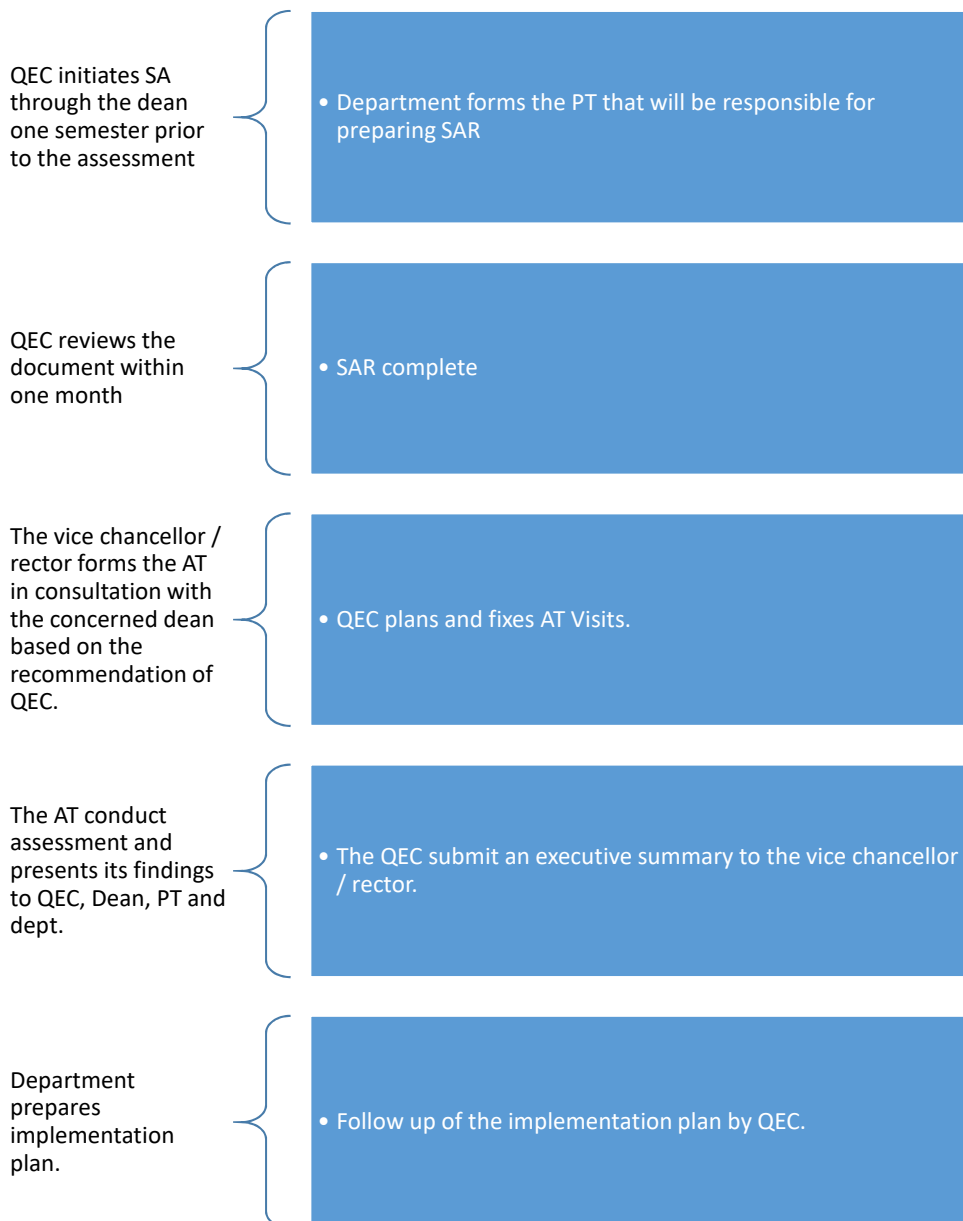 QEC initiates SA
through the dean
one semester prior
to the assessment
• Department forms the PT that will be responsible for
preparing SAR
QEC reviews the
document within
one month
• SAR complete
The vice chancellor /
rector forms the AT
in consultation with
the concerned dean
based on the
recommendation of
QEC.
• QEC plans and fixes AT Visits.
The AT conduct
assessment and
presents its findings
to QEC, Dean, PT and
dept.
• The QEC submit an executive summary to the vice chancellor
/ rector.
Department
prepares
implementation
plan.
• Follow up of the implementation plan by QEC.